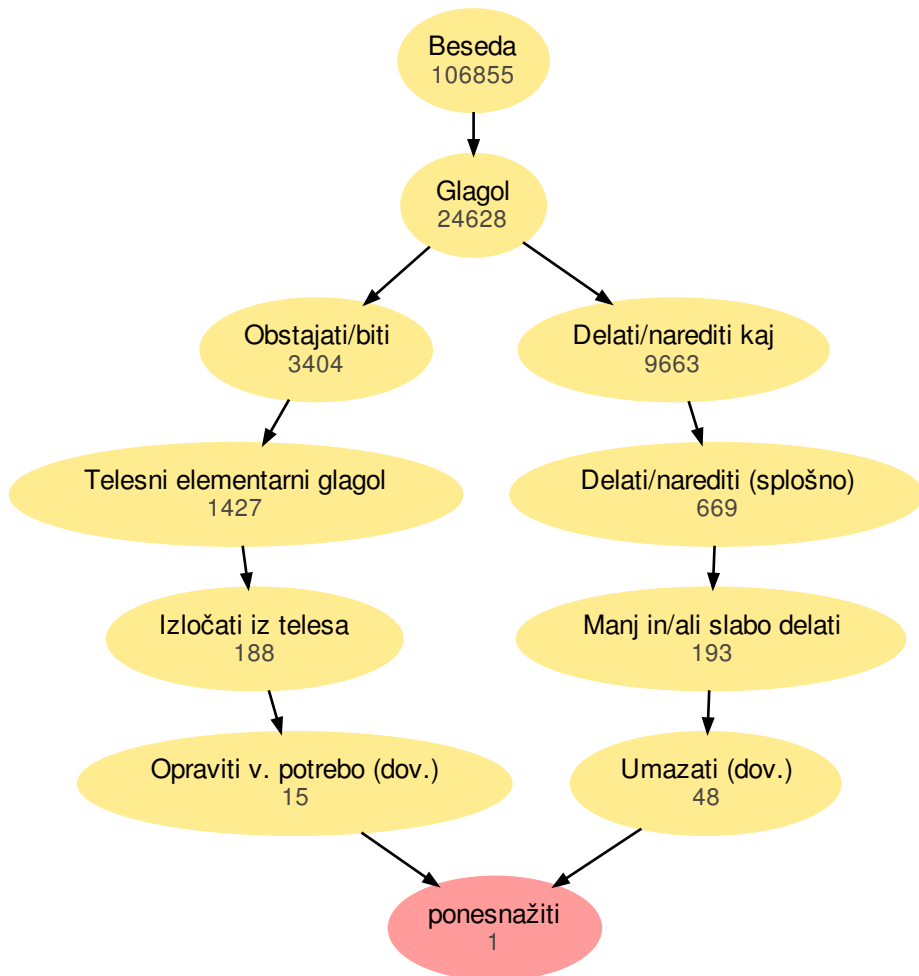 Beseda
106855
Glagol
24628
Obstajati/biti
3404
Delati/narediti kaj
9663
Telesni elementarni glagol
1427
Delati/narediti (splošno)
669
Izločati iz telesa
188
Manj in/ali slabo delati
193
Opraviti v. potrebo (dov.)
15
Umazati (dov.)
48
ponesnažiti
1